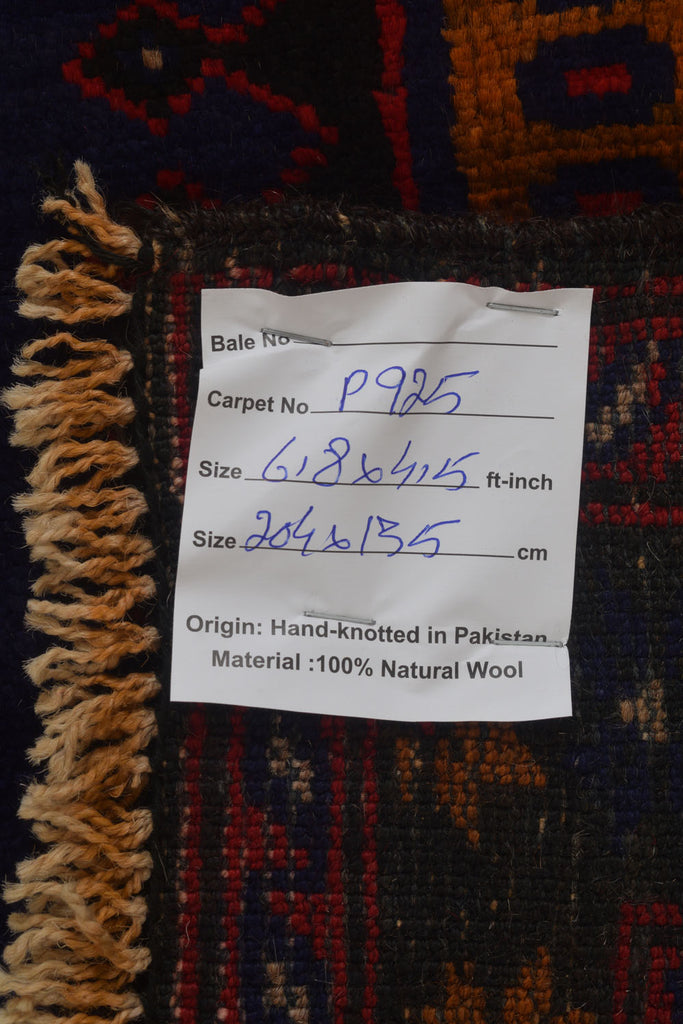 Bale No
Carpet No P925
Size 6,8x4,5 ft-inch
Size 204x135 cm
Origin: Hand-knotted in Pakistan
Material :100% Natural Wool